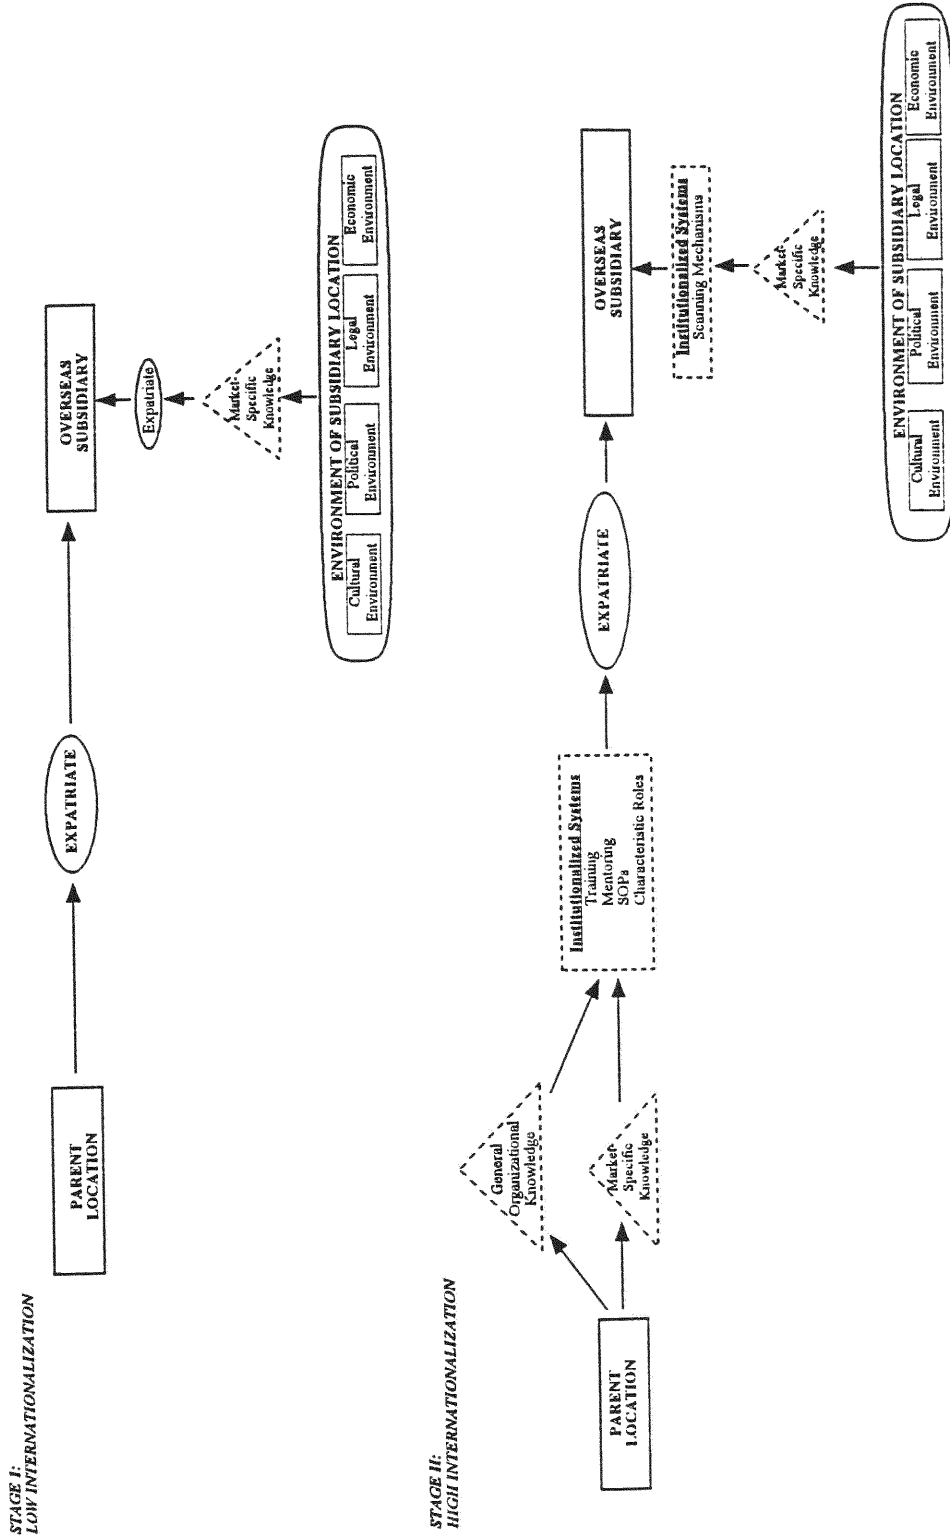 STAGE I:
LOW INTERNATIONALIZATION
PARENT
LOCATION
EXPATRIATE
OVERSEAS
SUBSIDIARY
Expatriate
Market-
Specific
Knowledge
ENVIRONMENT OF SUBSIDIARY LOCATION
Cultural
Environment
Political
Environment
Legal
Environment
Economic
Environment
STAGE II:
HIGH INTERNATIONALIZATION
PARENT
LOCATION
General
Organizational
Knowledge
Market-
Specific
Knowledge
Institutionalized Systems
Training
Mentoring
SOPs
Characteristic Roles
EXPATRIATE
OVERSEAS
SUBSIDIARY
Institutionalized Systems
Scanning Mechanisms
Market-
Specific
Knowledge
ENVIRONMENT OF SUBSIDIARY LOCATION
Cultural
Environment
Political
Environment
Legal
Environment
Economic
Environment